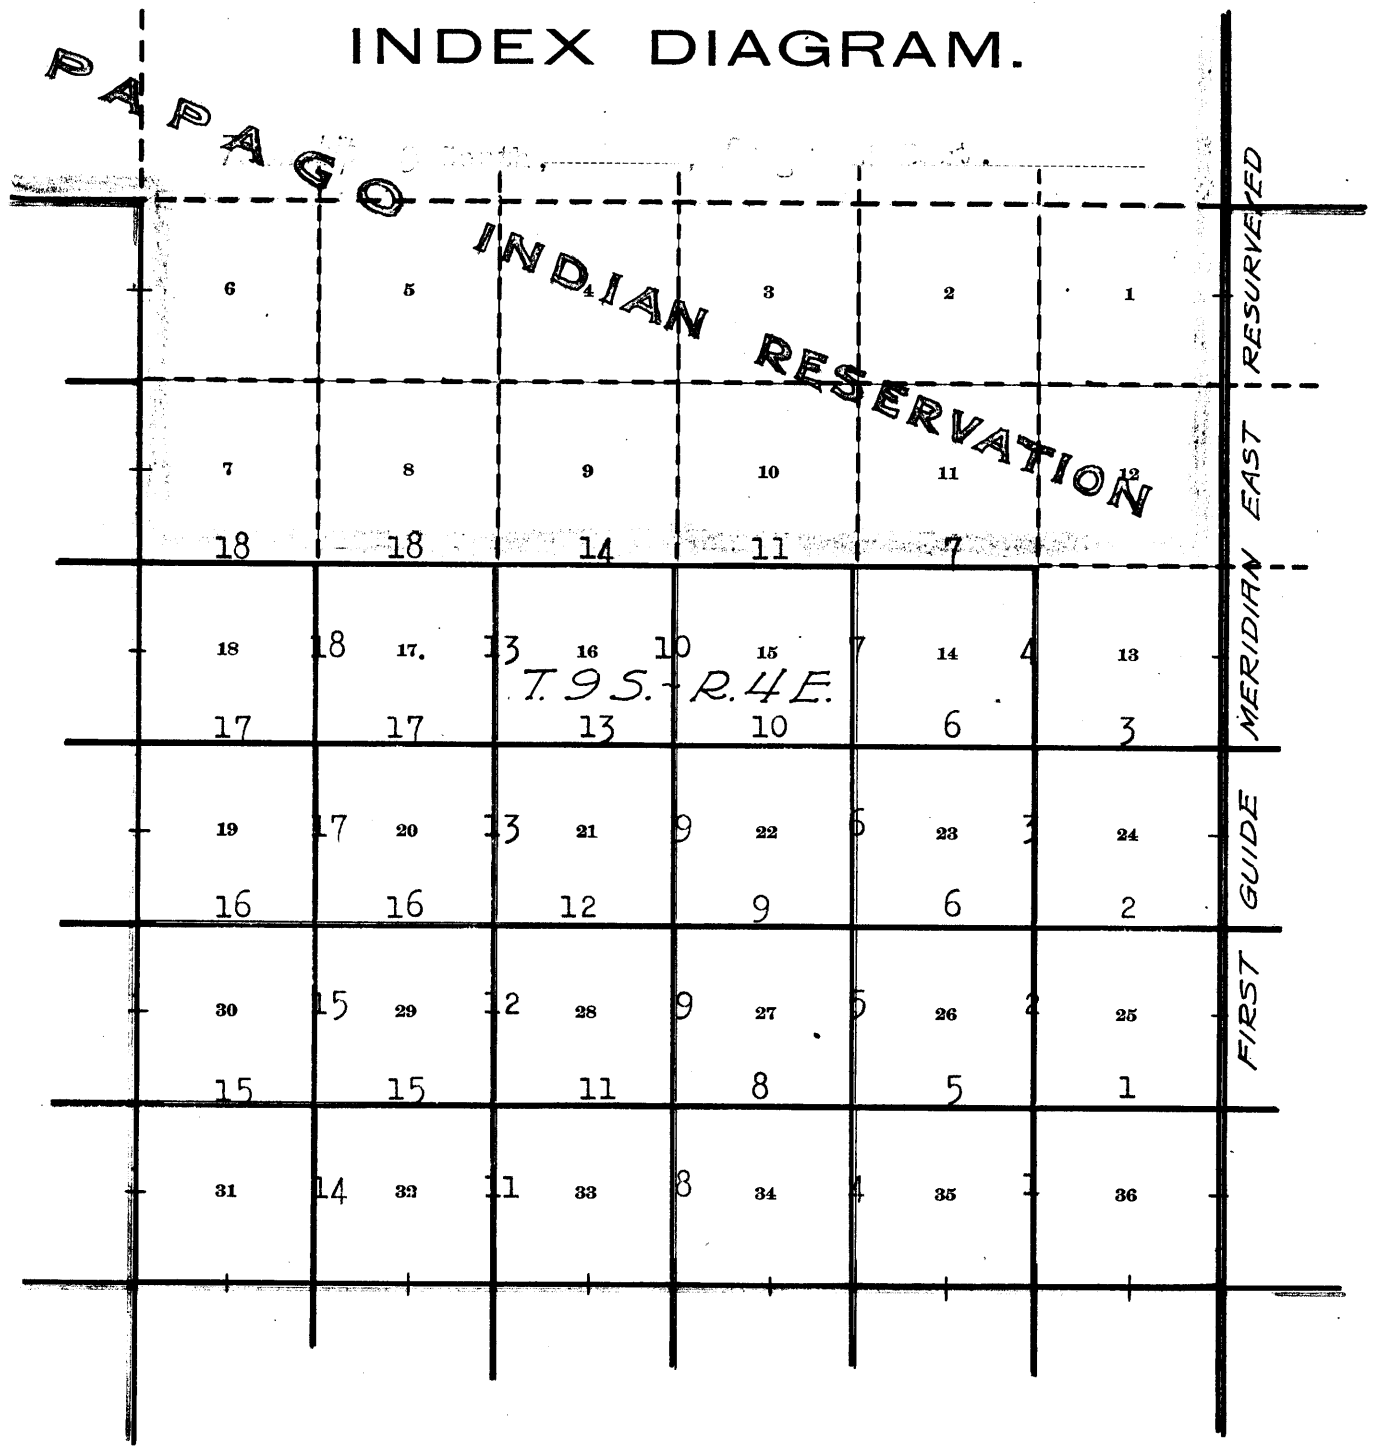 INDEX DIAGRAM.
PAPAGO INDIAN RESERVATION
6 5 4 3 2 1
7 8 9 10 11 12
18 18 14 11 7
18 18 17. 13 16 10 15 7 14 4 13
T. 9 S. - R. 4 E.
17 17 13 10 6 3
19 17 20 13 21 9 22 6 23 3 24
16 16 12 9 6 2
30 15 29 12 28 9 27 5 26 2 25
15 15 11 8 5 1
31 14 32 11 33 8 34 4 35 1 36
FIRST GUIDE MERIDIAN EAST RESURVEYED